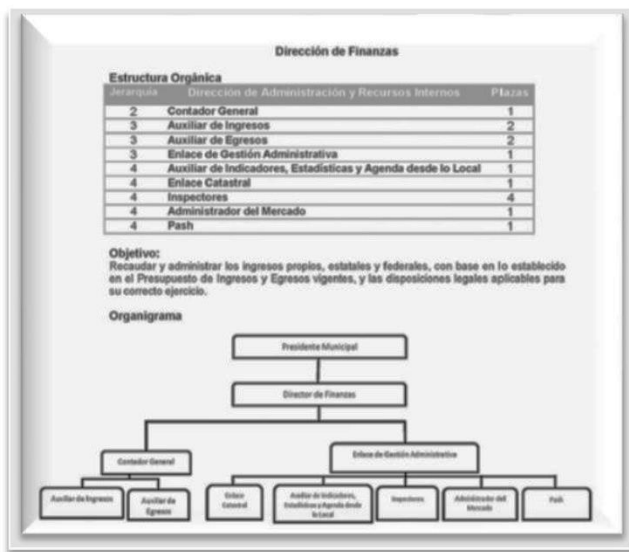 Dirección de Finanzas
Estructura Orgánica
Jerarquía Dirección de Administración y Recursos Internos Plazas
2 Contador General 1
3 Auxiliar de Ingresos 2
3 Auxiliar de Egresos 2
3 Enlace de Gestión Administrativa 1
4 Auxiliar de Indicadores, Estadísticas y Agenda desde lo Local 1
4 Enlace Catastral 1
4 Inspectores 4
4 Administrador del Mercado 1
4 Pash 1
Objetivo:
Recaudar y administrar los ingresos propios, estatales y federales, con base en lo establecido
en el Presupuesto de Ingresos y Egresos vigentes, y las disposiciones legales aplicables para
su correcto ejercicio.
Organigrama
Presidente Municipal
Director de Finanzas
Contador General
Enlace de Gestión Administrativa
Auxiliar de Ingresos
Auxiliar de
Egresos
Enlace
Catastral
Auxiliar de Indicadores,
Estadísticas y Agenda desde
lo Local
Inspectores
Administrador del
Mercado
Pash